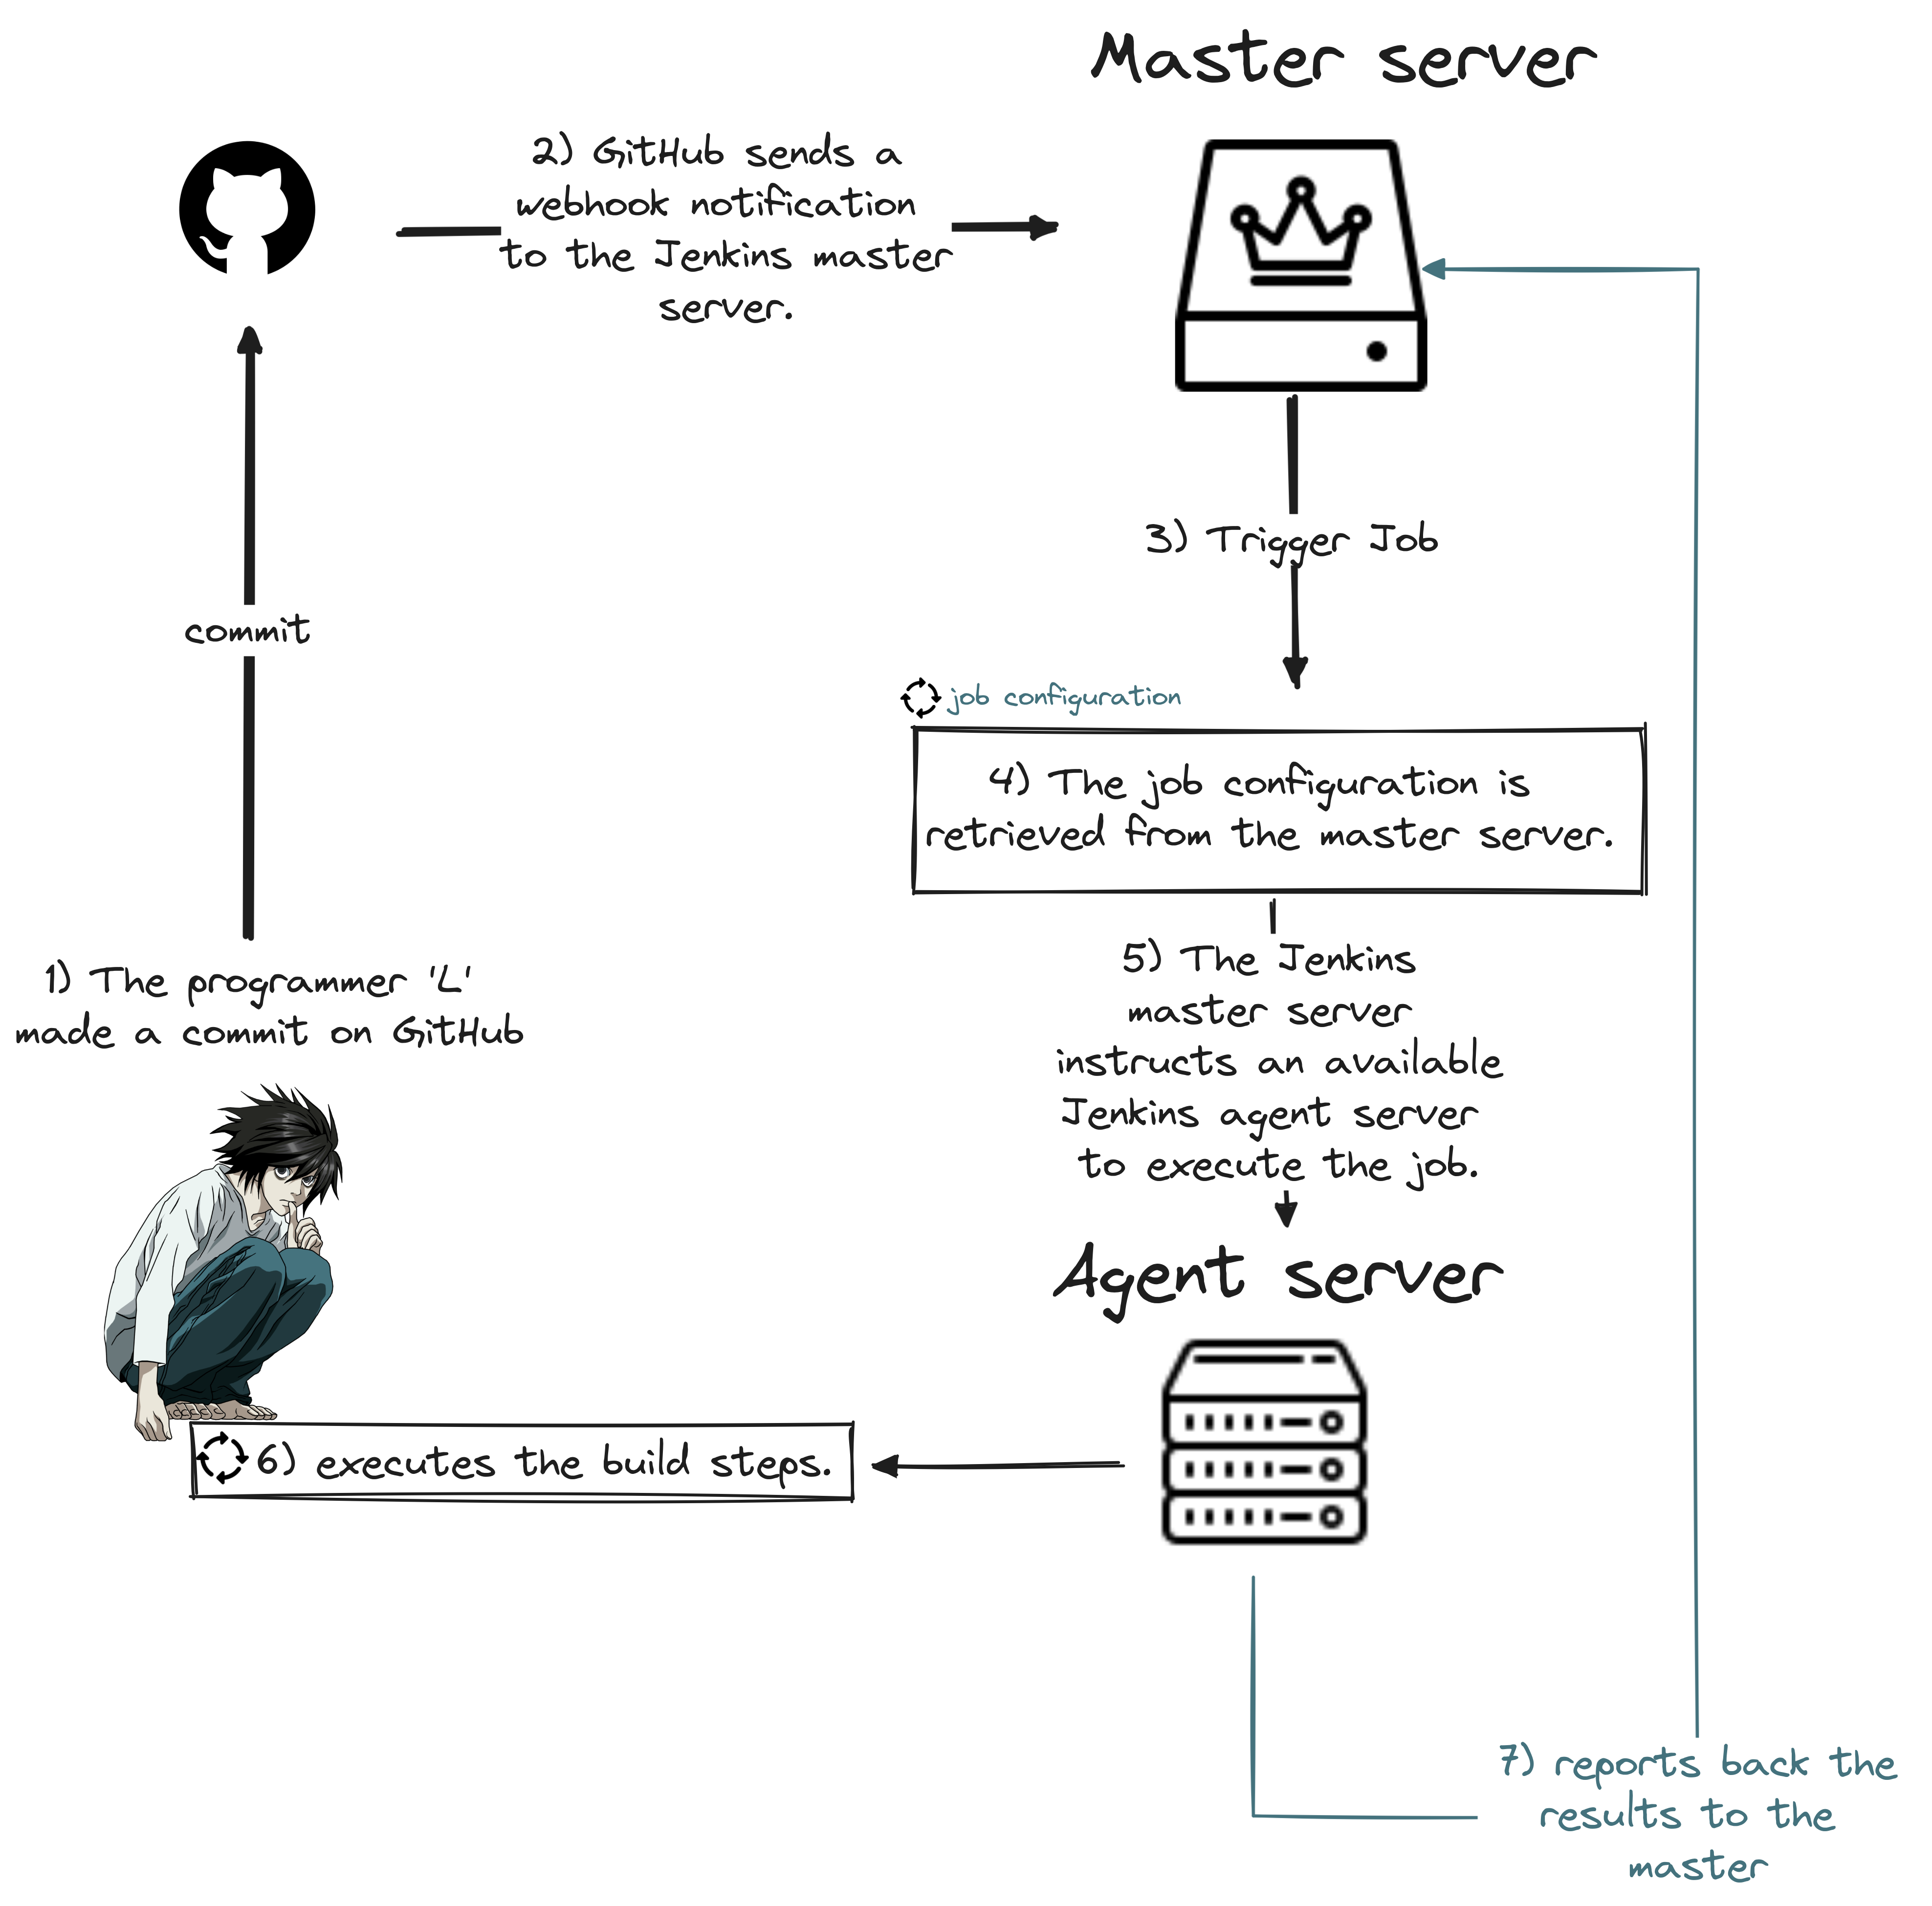 Master server
2) GitHub sends a
webhook notification
to the Jenkins master
server.
3) Trigger Job
commit
job configuration
4) The job configuration is
retrieved from the master server.
1) The programmer 'L'
made a commit on GitHub
5) The Jenkins
master server
instructs an available
Jenkins agent server
to execute the job.
Agent server
6) executes the build steps.
7) reports back the
results to the
master